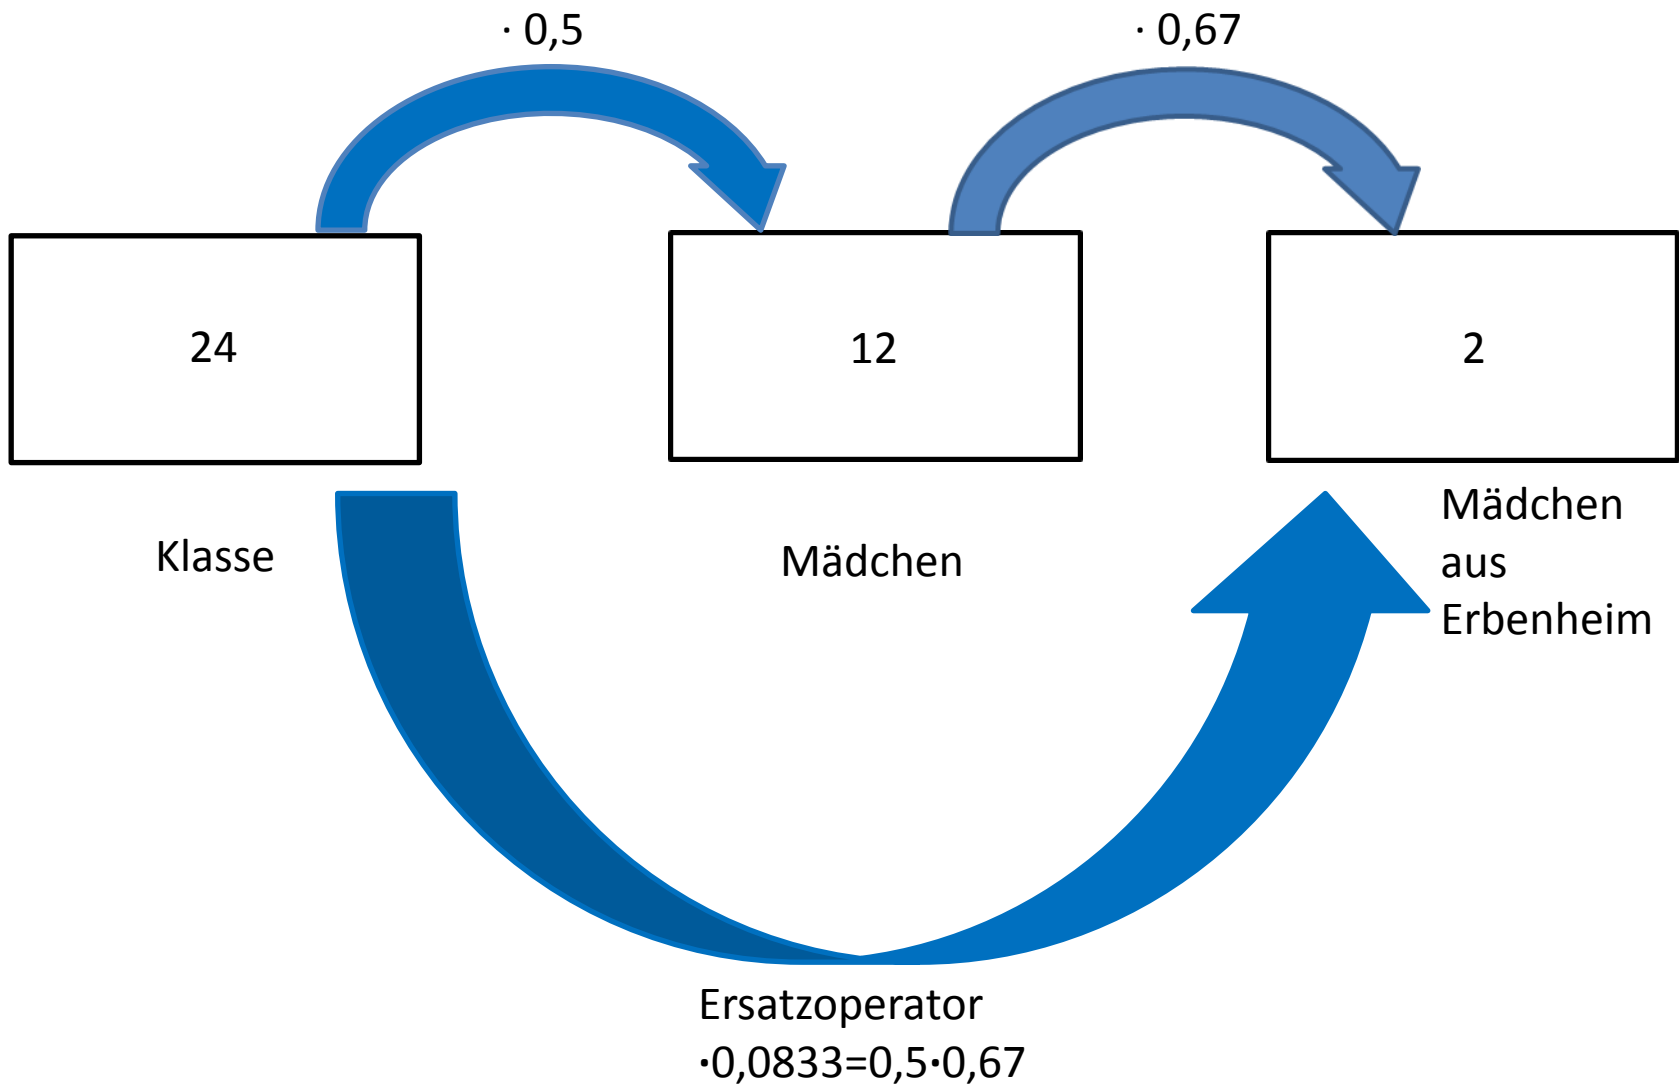 · 0,5
· 0,67
24
12
2
Klasse
Mädchen
Mädchen
aus
Erbenheim
Ersatzoperator
·0,0833=0,5·0,67